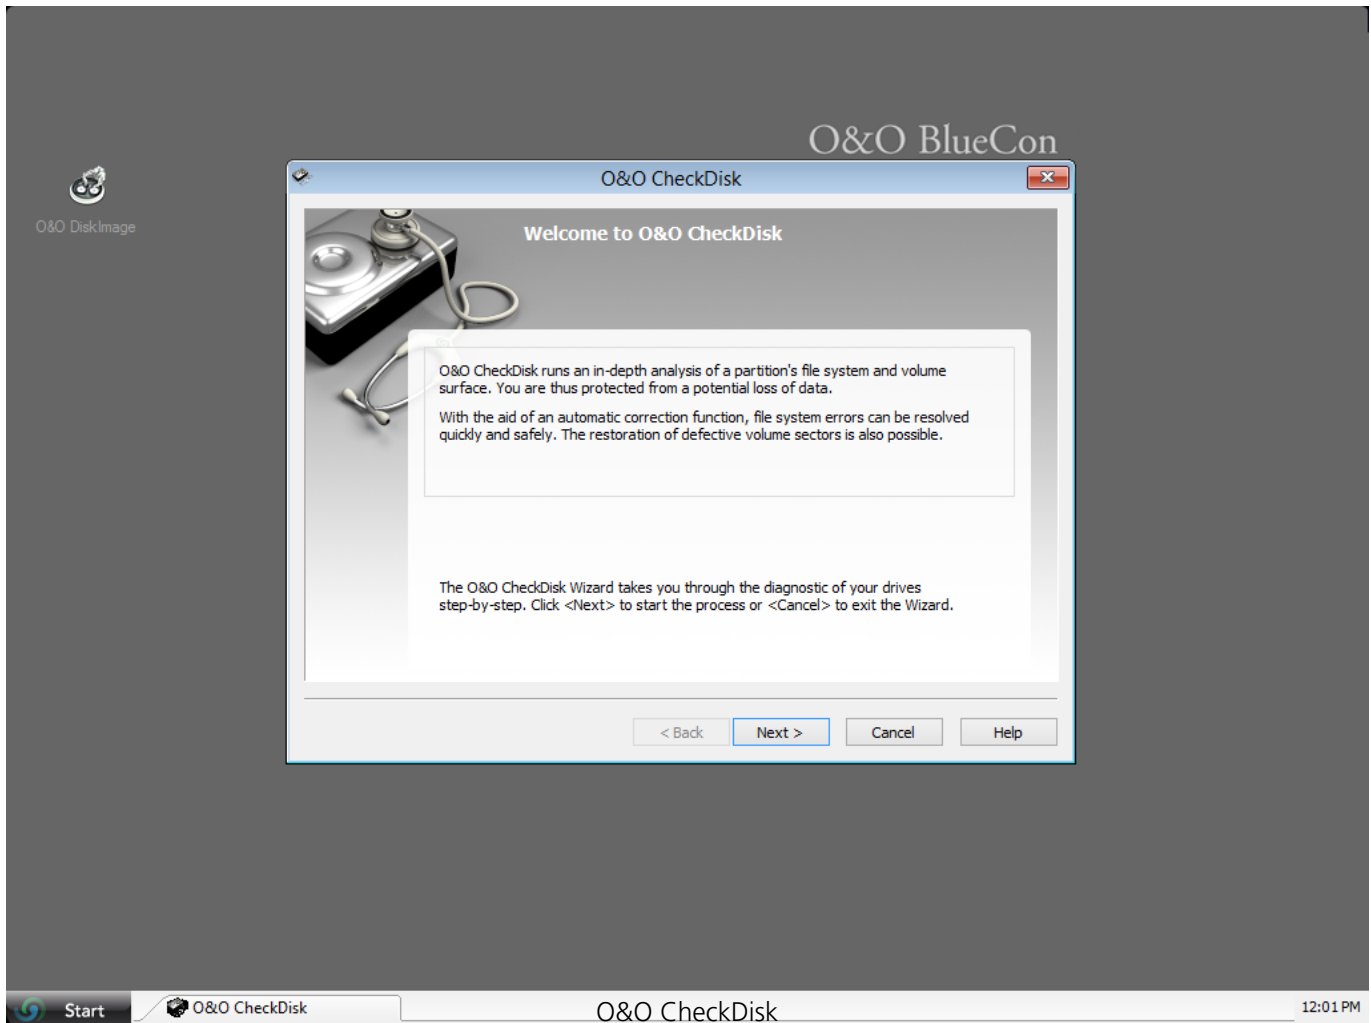 O&O BlueCon
O&O DiskImage
O&O CheckDisk
Welcome to O&O CheckDisk
O&O CheckDisk runs an in-depth analysis of a partition's file system and volume
surface. You are thus protected from a potential loss of data.
With the aid of an automatic correction function, file system errors can be resolved
quickly and safely. The restoration of defective volume sectors is also possible.
The O&O CheckDisk Wizard takes you through the diagnostic of your drives
step-by-step. Click <Next> to start the process or <Cancel> to exit the Wizard.
< Back
Next >
Cancel
Help
Start
O&O CheckDisk
O&O CheckDisk
12:01 PM